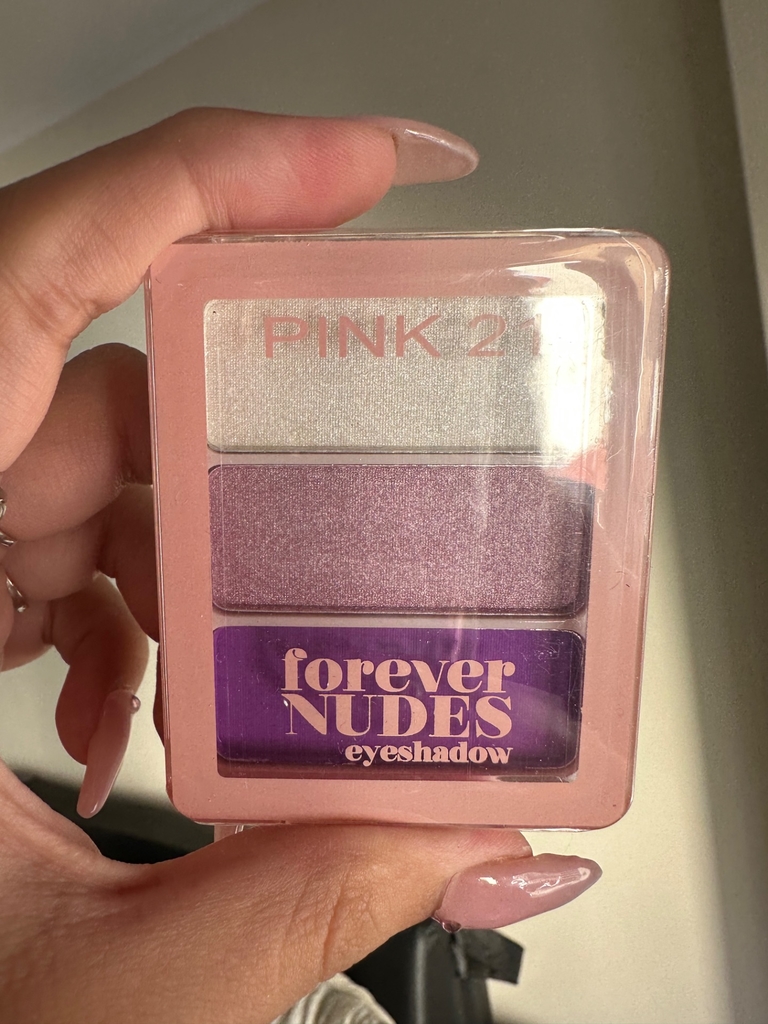 PINK 21
forever
NUDES
eyeshadow